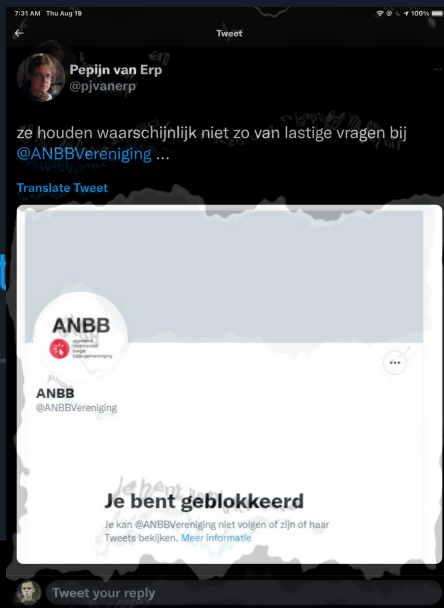 7:31 AM Thu Aug 19
100%
Tweet
Pepijn van Erp
@pjvanerp
ze houden waarschijnlijk niet zo van lastige vragen bij
@ANBBVereniging ...
Translate Tweet
ANBB
ANBB
@ANBBVereniging
Je bent geblokkeerd
Je kan @ANBBVereniging niet volgen of zijn of haar
Tweets bekijken. Meer informatie
Tweet your reply